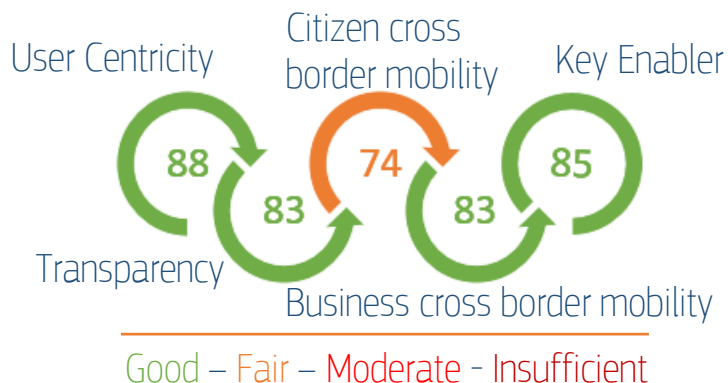 User Centricity
Citizen cross
border mobility
Key Enabler
88
83
74
83
85
Transparency
Business cross border mobility
Good – Fair – Moderate - Insufficient